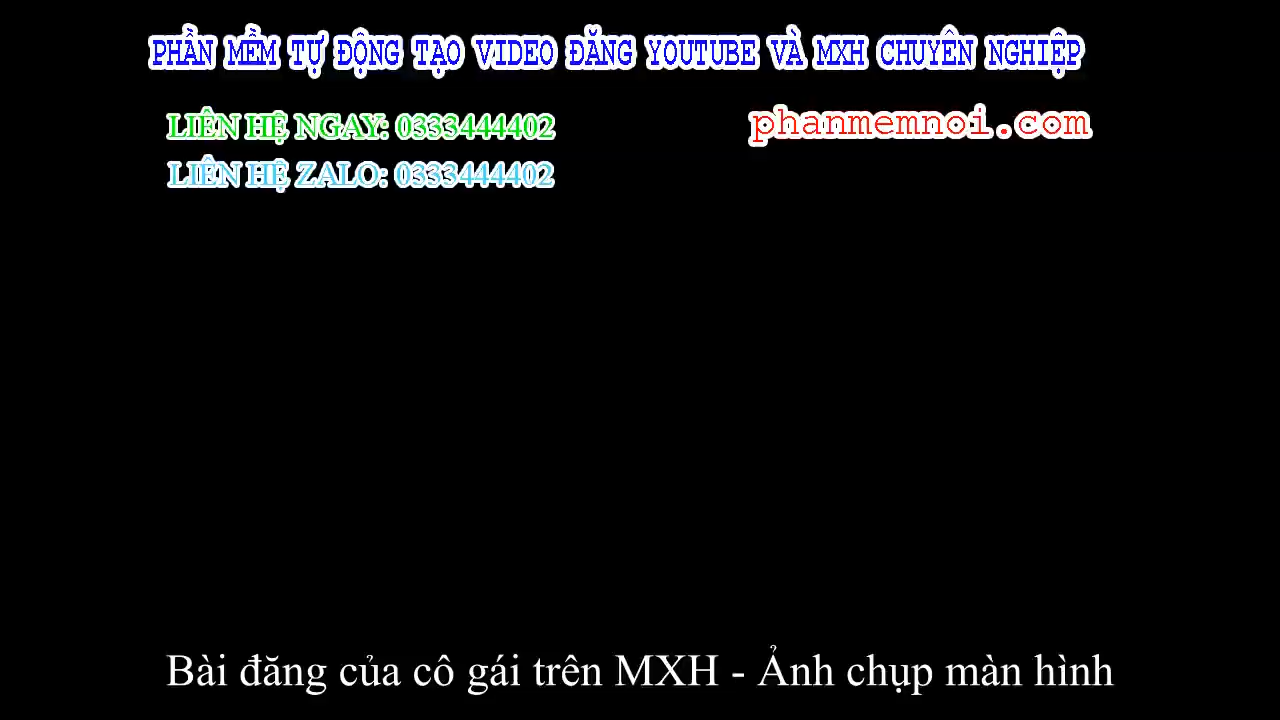 PHẦN MỀM TỰ ĐỘNG TẠO VIDEO ĐĂNG YOUTUBE VÀ MXH CHUYÊN NGHIỆP
LIÊN HỆ NGAY: 0333444402
phanmemnoi.com
LIÊN HỆ ZALO: 0333444402
Bài đăng của cô gái trên MXH - Ảnh chụp màn hình